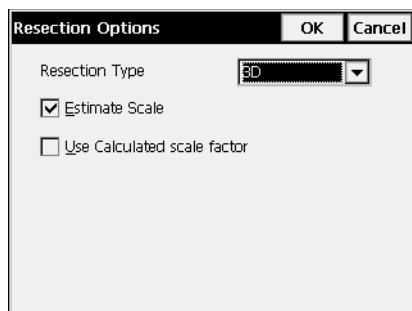 Resection Options OK Cancel
Resection Type 3D
Estimate Scale
Use Calculated scale factor